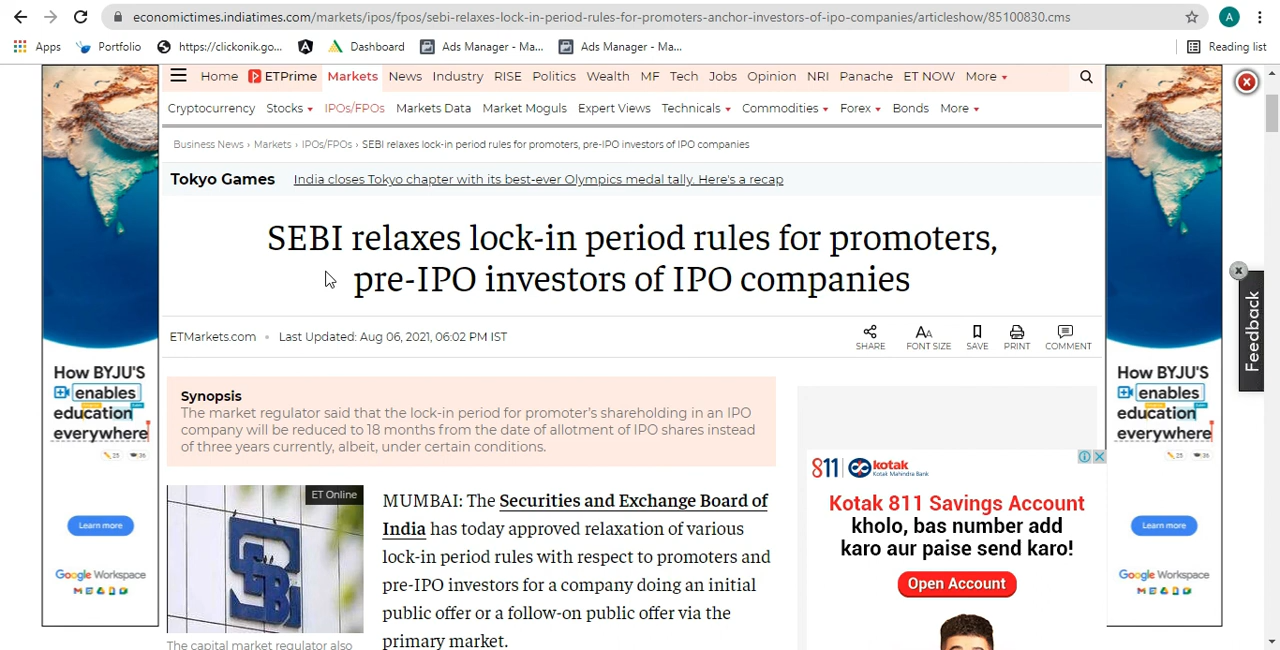 economictimes.indiatimes.com/markets/ipos/fpos/sebi-relaxes-lock-in-period-rules-for-promoters-anchor-investors-of-ipo-companies/articleshow/85100830.cms
A
Apps Portfolio https://clickonik.go... Dashboard Ads Manager - Ma... Ads Manager - Ma... Reading list
Home ETPrime Markets News Industry RISE Politics Wealth MF Tech Jobs Opinion NRI Panache ET NOW More
Cryptocurrency Stocks IPOs/FPOs Markets Data Market Moguls Expert Views Technicals Commodities Forex Bonds More
Business News › Markets › IPOs/FPOs › SEBI relaxes lock-in period rules for promoters, pre-IPO investors of IPO companies
Tokyo Games India closes Tokyo chapter with its best-ever Olympics medal tally. Here's a recap
SEBI relaxes lock-in period rules for promoters,
pre-IPO investors of IPO companies
ETMarkets.com • Last Updated: Aug 06, 2021, 06:02 PM IST
SHARE FONT SIZE SAVE PRINT COMMENT
Synopsis
The market regulator said that the lock-in period for promoter's shareholding in an IPO
company will be reduced to 18 months from the date of allotment of IPO shares instead
of three years currently, albeit, under certain conditions.
ET Online
SEBI
The capital market regulator also
MUMBAI: The Securities and Exchange Board of
India has today approved relaxation of various
lock-in period rules with respect to promoters and
pre-IPO investors for a company doing an initial
public offer or a follow-on public offer via the
primary market.
811 kotak
Kotak Mahindra Bank
Kotak 811 Savings Account
kholo, bas number add
karo aur paise send karo!
Open Account
How BYJU'S
enables
education
everywhere
25 36
Learn more
Google Workspace
How BYJU'S
enables
education
everywhere
25 36
Learn more
Google Workspace
Feedback